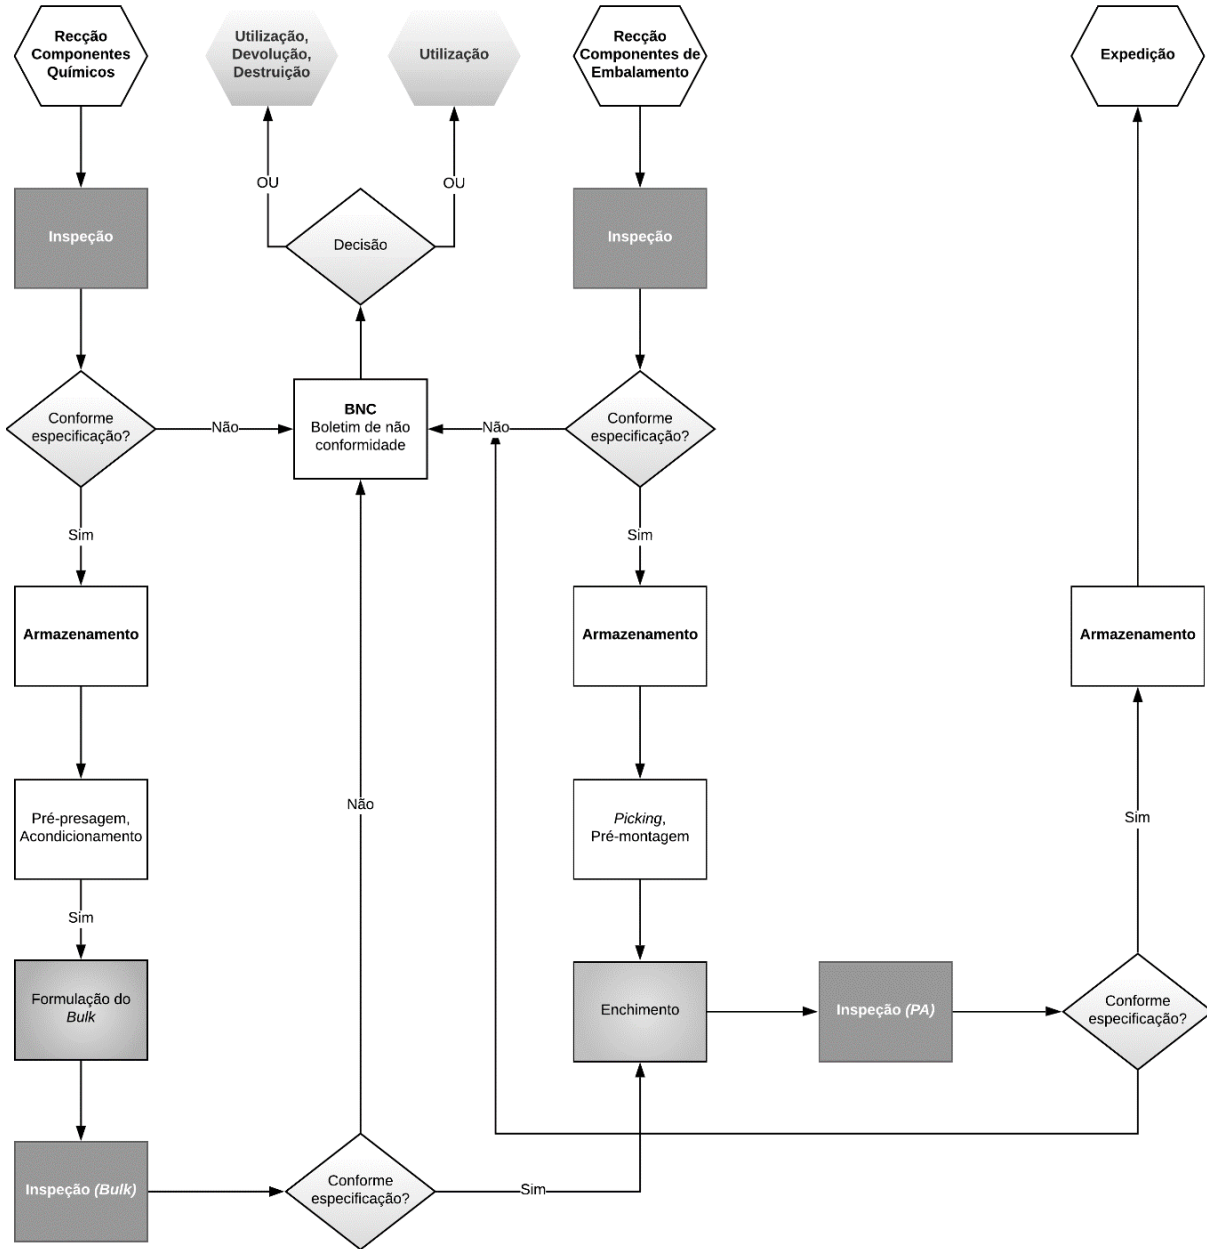 Recção
Componentes
Químicos
Utilização,
Devolução,
Destruição
Utilização
Recção
Componentes de
Embalamento
Expedição
OU
OU
Inspeção
Decisão
Inspeção
Conforme
especificação?
Não
BNC
Boletim de não
conformidade
Não
Conforme
especificação?
Sim
Sim
Armazenamento
Armazenamento
Armazenamento
Não
Pré-presagem,
Acondicionamento
Picking,
Pré-montagem
Sim
Sim
Formulação do
Bulk
Enchimento
Inspeção (PA)
Conforme
especificação?
Inspeção (Bulk)
Conforme
especificação?
Sim